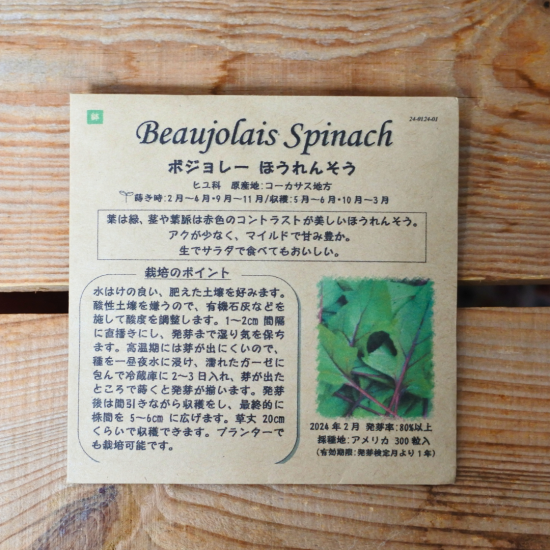 24-0124-01
Beaujolais Spinach
ボジョレー ほうれんそう
ヒユ科 原産地:コーカサス地方
蒔き時:2月～4月・9月～11月/収穫:5月～6月・10月～3月
葉は緑、茎や葉脈は赤色のコントラストが美しいほうれんそう。
アクが少なく、マイルドで甘み豊か。
生でサラダで食べてもおいしい。
栽培のポイント
水はけの良い、肥えた土壌を好みます。
酸性土壌を嫌うので、有機石灰などを
施して酸度を調整します。1～2cm 間隔
に直播きにし、発芽まで湿り気を保ち
ます。高温期には芽が出にくいので、
種を一昼夜水に浸け、濡れたガーゼに
包んで冷蔵庫に 2～3 日入れ、芽が出た
ところで蒔くと発芽が揃います。発芽
後は間引きながら収穫をし、最終的に
株間を 5～6cm に広げます。草丈 20cm
くらいで収穫できます。プランターで
も栽培可能です。
2024年2月 発芽率:80%以上
採種地:アメリカ 300粒入
(有効期限:発芽検定月より1年)